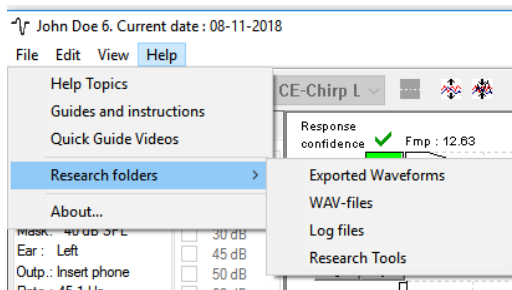 John Doe 6. Current date : 08-11-2018
File Edit View Help
Help Topics
CE-Chirp L
Guides and instructions
Quick Guide Videos
Response
confidence Fmp : 12.63
Research folders
Exported Waveforms
About...
WAV-files
Mask: 40 dB SPL 30 dB
Log files
Ear : Left 45 dB
Research Tools
Outp.: Insert phone 50 dB